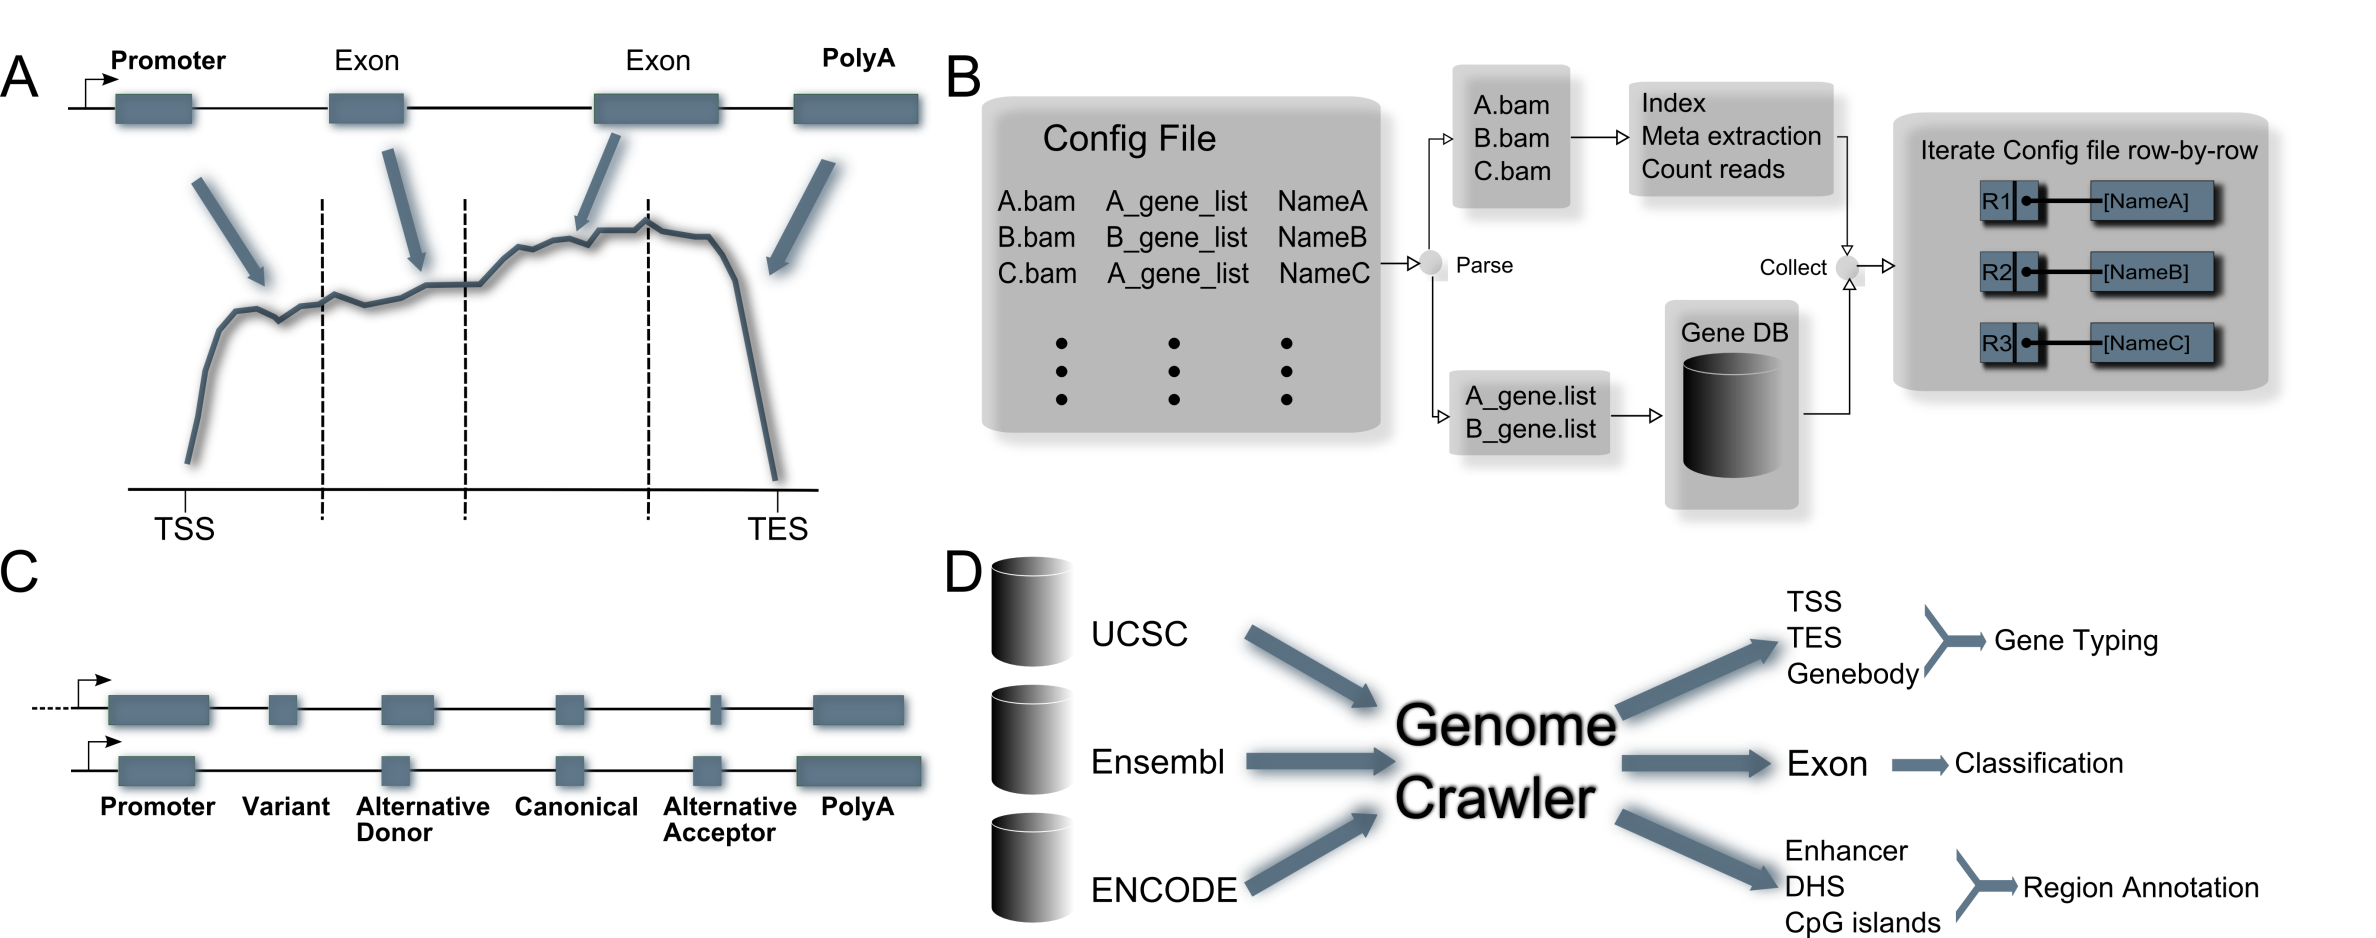 A
Promoter
Exon
Exon
PolyA
TSS
TES
B
Config File
A.bam A_gene_list NameA
B.bam B_gene_list NameB
C.bam A_gene_list NameC
Parse
A.bam
B.bam
C.bam
Index
Meta extraction
Count reads
A_gene.list
B_gene.list
Gene DB
Collect
Iterate Config file row-by-row
R1 [NameA]
R2 [NameB]
R3 [NameC]
C
Promoter
Variant
Alternative
Donor
Canonical
Alternative
Acceptor
PolyA
D
UCSC
Ensembl
ENCODE
Genome
Crawler
TSS
TES
Genebody
Gene Typing
Exon
Classification
Enhancer
DHS
CpG islands
Region Annotation